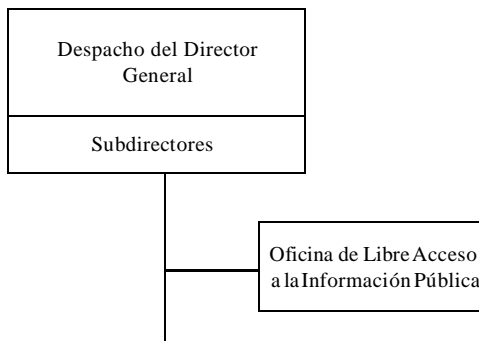 Despacho del Director
General
Subdirectores
Oficina de Libre Acceso
a la Información Pública